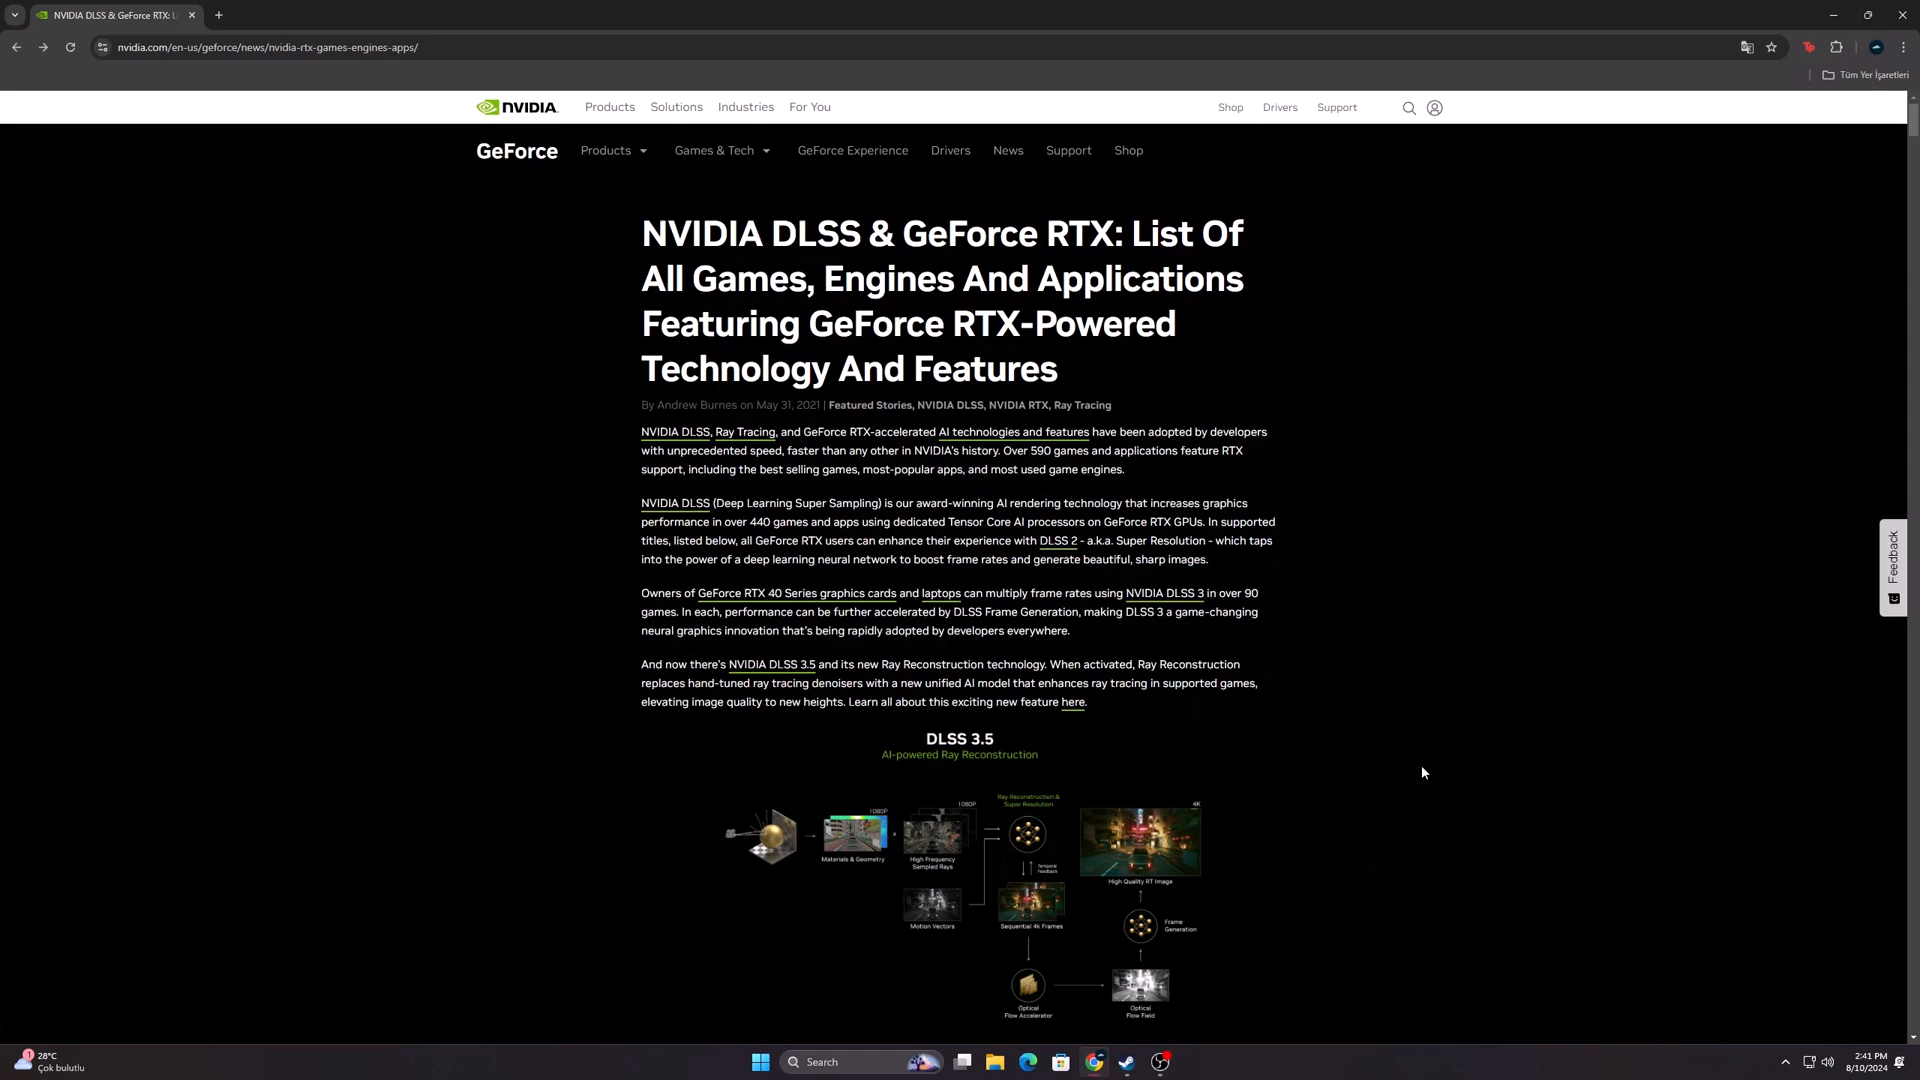 NVIDIA DLSS & GeForce RTX: Li
nvidia.com/en-us/geforce/news/nvidia-rtx-games-engines-apps/
Tp
Tüm Yer İşaretleri
NVIDIA.
Products
Solutions
Industries
For You
Shop
Drivers
Support
GeForce
Products
Games & Tech
GeForce Experience
Drivers
News
Support
Shop
NVIDIA DLSS & GeForce RTX: List Of
All Games, Engines And Applications
Featuring GeForce RTX-Powered
Technology And Features
By Andrew Burnes on May 31, 2021 | Featured Stories, NVIDIA DLSS, NVIDIA RTX, Ray Tracing
NVIDIA DLSS, Ray Tracing, and GeForce RTX-accelerated AI technologies and features have been adopted by developers
with unprecedented speed, faster than any other in NVIDIA's history. Over 590 games and applications feature RTX
support, including the best selling games, most-popular apps, and most used game engines.
NVIDIA DLSS (Deep Learning Super Sampling) is our award-winning AI rendering technology that increases graphics
performance in over 440 games and apps using dedicated Tensor Core AI processors on GeForce RTX GPUs. In supported
titles, listed below, all GeForce RTX users can enhance their experience with DLSS 2 - a.k.a. Super Resolution - which taps
into the power of a deep learning neural network to boost frame rates and generate beautiful, sharp images.
Owners of GeForce RTX 40 Series graphics cards and laptops can multiply frame rates using NVIDIA DLSS 3 in over 90
games. In each, performance can be further accelerated by DLSS Frame Generation, making DLSS 3 a game-changing
neural graphics innovation that's being rapidly adopted by developers everywhere.
And now there's NVIDIA DLSS 3.5 and its new Ray Reconstruction technology. When activated, Ray Reconstruction
replaces hand-tuned ray tracing denoisers with a new unified AI model that enhances ray tracing in supported games,
elevating image quality to new heights. Learn all about this exciting new feature here.
Feedback
DLSS 3.5
AI-powered Ray Reconstruction
1080P
Materials & Geometry
1080P
High Frequency
Sampled Rays
Motion Vectors
Ray Reconstruction &
Super Resolution
Temporal
Feedback
Sequential 4k Frames
Optical
Flow Accelerator
4K
High Quality RT Image
Frame
Generation
Optical
Flow Field
1
28°C
Çok bulutlu
Search
2:41 PM
8/10/2024